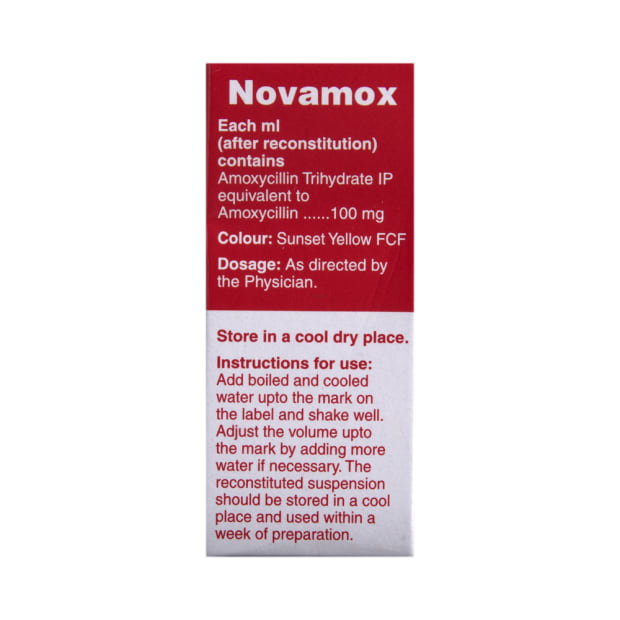 Novamox
Each ml
(after reconstitution)
contains
Amoxycillin Trihydrate IP
equivalent to
Amoxycillin ......100 mg
Colour: Sunset Yellow FCF
Dosage: As directed by
the Physician.
Store in a cool dry place.
Instructions for use:
Add boiled and cooled
water upto the mark on
the label and shake well.
Adjust the volume upto
the mark by adding more
water if necessary. The
reconstituted suspension
should be stored in a cool
place and used within a
week of preparation.